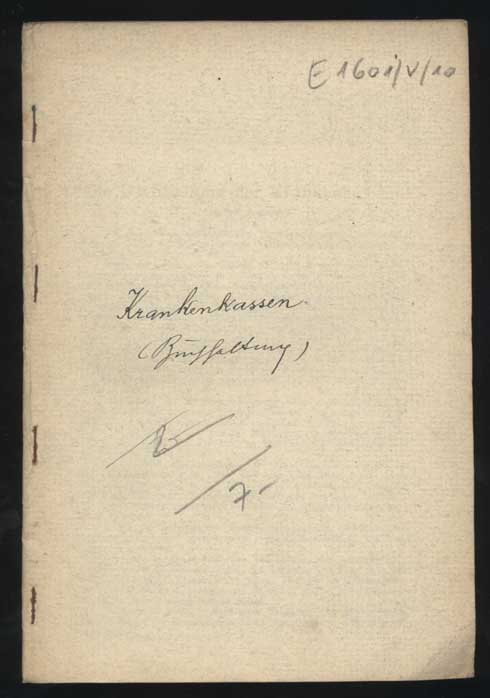 E 1601/V/10
Krankenkassen
(Buchhaltung)
7-